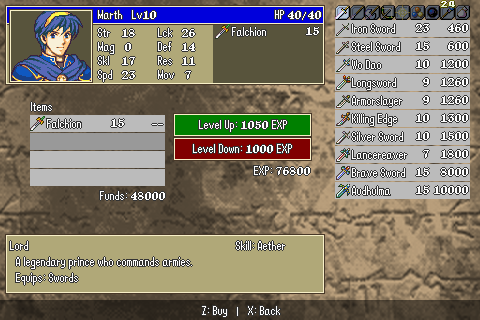 Marth Lv10 HP 40/40
Str 18 Lck 26
Mag 0 Def 14
Skl 17 Res 11
Spd 23 Mov 7
Falchion 15
24
Iron Sword 23 460
Steel Sword 15 600
Wo Dao 10 1200
Longsword 9 1260
Armorslayer 9 1260
Killing Edge 10 1300
Silver Sword 10 1500
Lancereaver 7 1800
Brave Sword 15 8000
Audhulma 15 10000
Items
Falchion 15 --
Funds: 48000
Level Up: 1050 EXP
Level Down: 1000 EXP
EXP: 76800
Lord Skill: Aether
A legendary prince who commands armies.
Equips: Swords
Z: Buy | X: Back